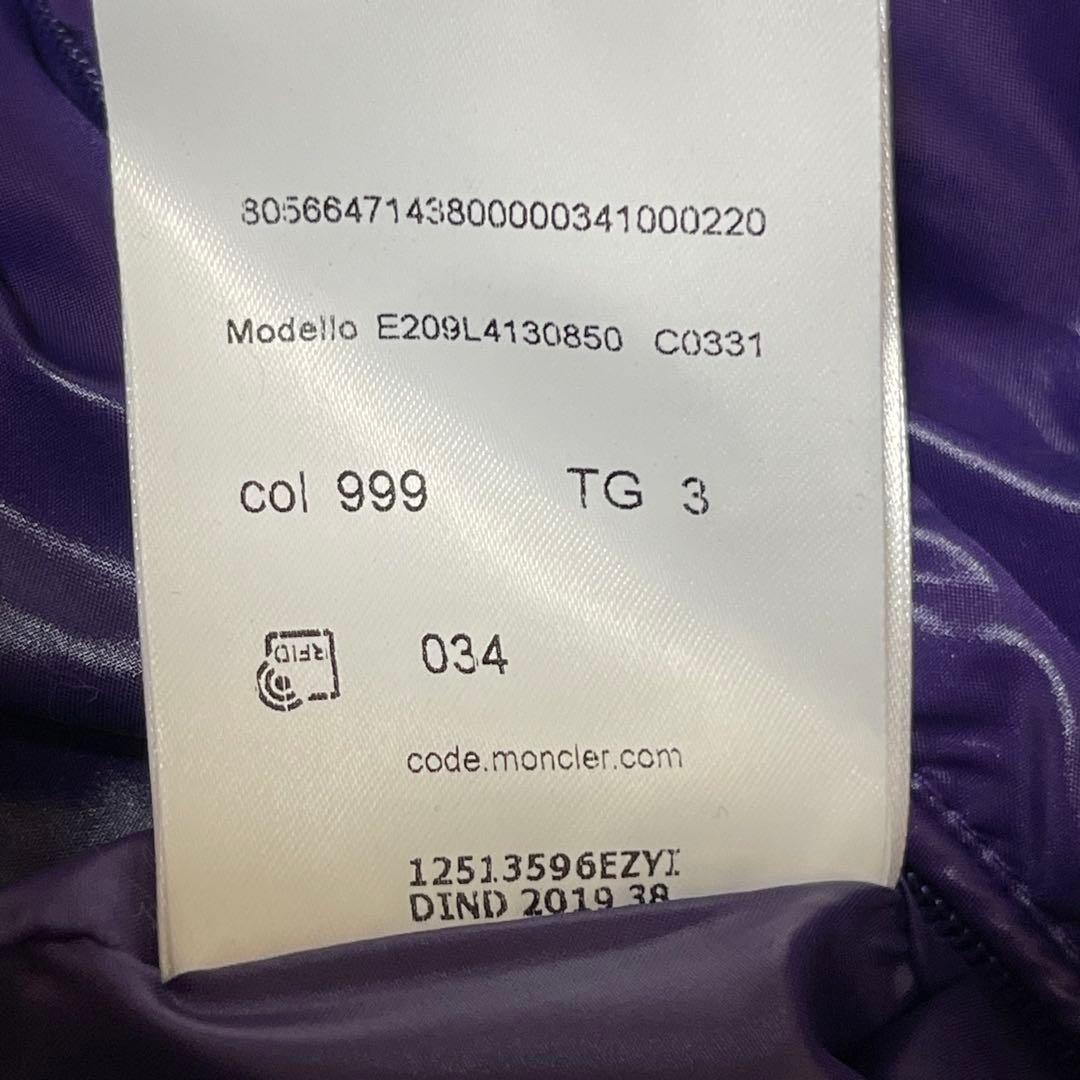 8056647143800000341000220
Modello E209L4130850 C0331
col 999 TG 3
RFID 034
code.moncler.com
12513596EZYI
DIND 2019 38